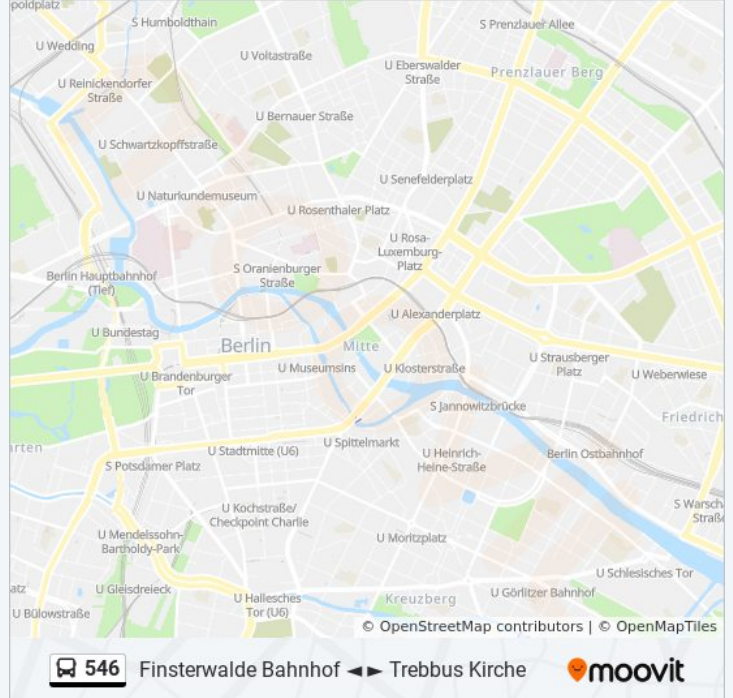 poldplatz
S Humboldthain
S Prenzlauer Allee
U Wedding
U Voltastraße
U Eberswalder
Straße
Prenzlauer Berg
U Reinickendorfer
Straße
U Bernauer Straße
U Schwartzkopffstraße
U Senefelderplatz
U Naturkundemuseum
U Rosenthaler Platz
U Rosa-
Luxemburg-
Platz
Berlin Hauptbahnhof
(Tief)
S Oranienburger
Straße
U Alexanderplatz
U Bundestag
Berlin
Mitte
U Strausberger
Platz
U Museumsins
U Klosterstraße
U Weberwiese
U Brandenburger
Tor
S Jannowitzbrücke
Friedrich
rten
U Spittelmarkt
U Stadtmitte (U6)
U Heinrich-
Heine-Straße
Berlin Ostbahnhof
S Potsdamer Platz
S Warsch
Straße
U Kochstraße/
Checkpoint Charlie
U Mendelssohn-
Bartholdy-Park
U Moritzplatz
U Schlesisches Tor
atz
U Gleisdreieck
U Görlitzer Bahnhof
U Hallesches
Tor (U6)
Kreuzberg
U Bülowstraße
© OpenStreetMap contributors | © OpenMapTiles
546 Finsterwalde Bahnhof ◄ ► Trebbus Kirche
moovit